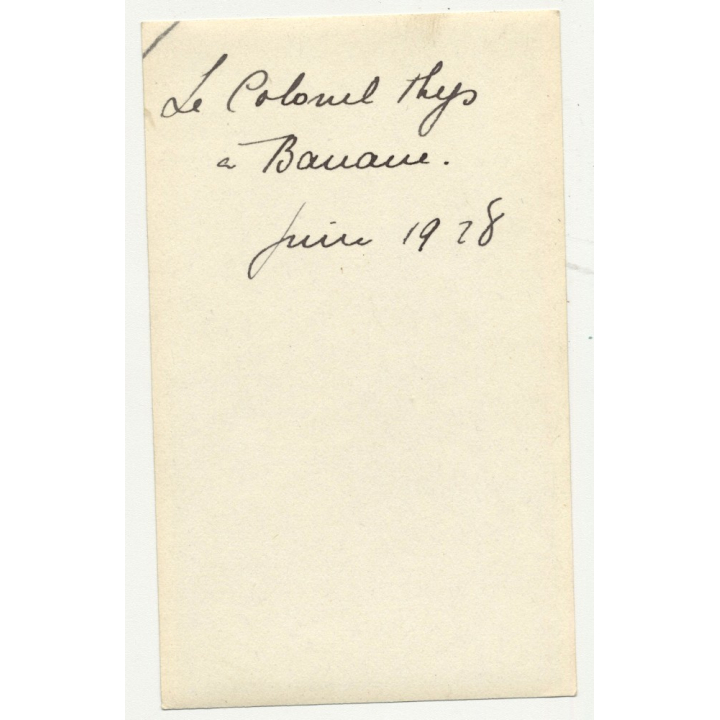 Le Colonel Thys
a Banane.
Juin 1928